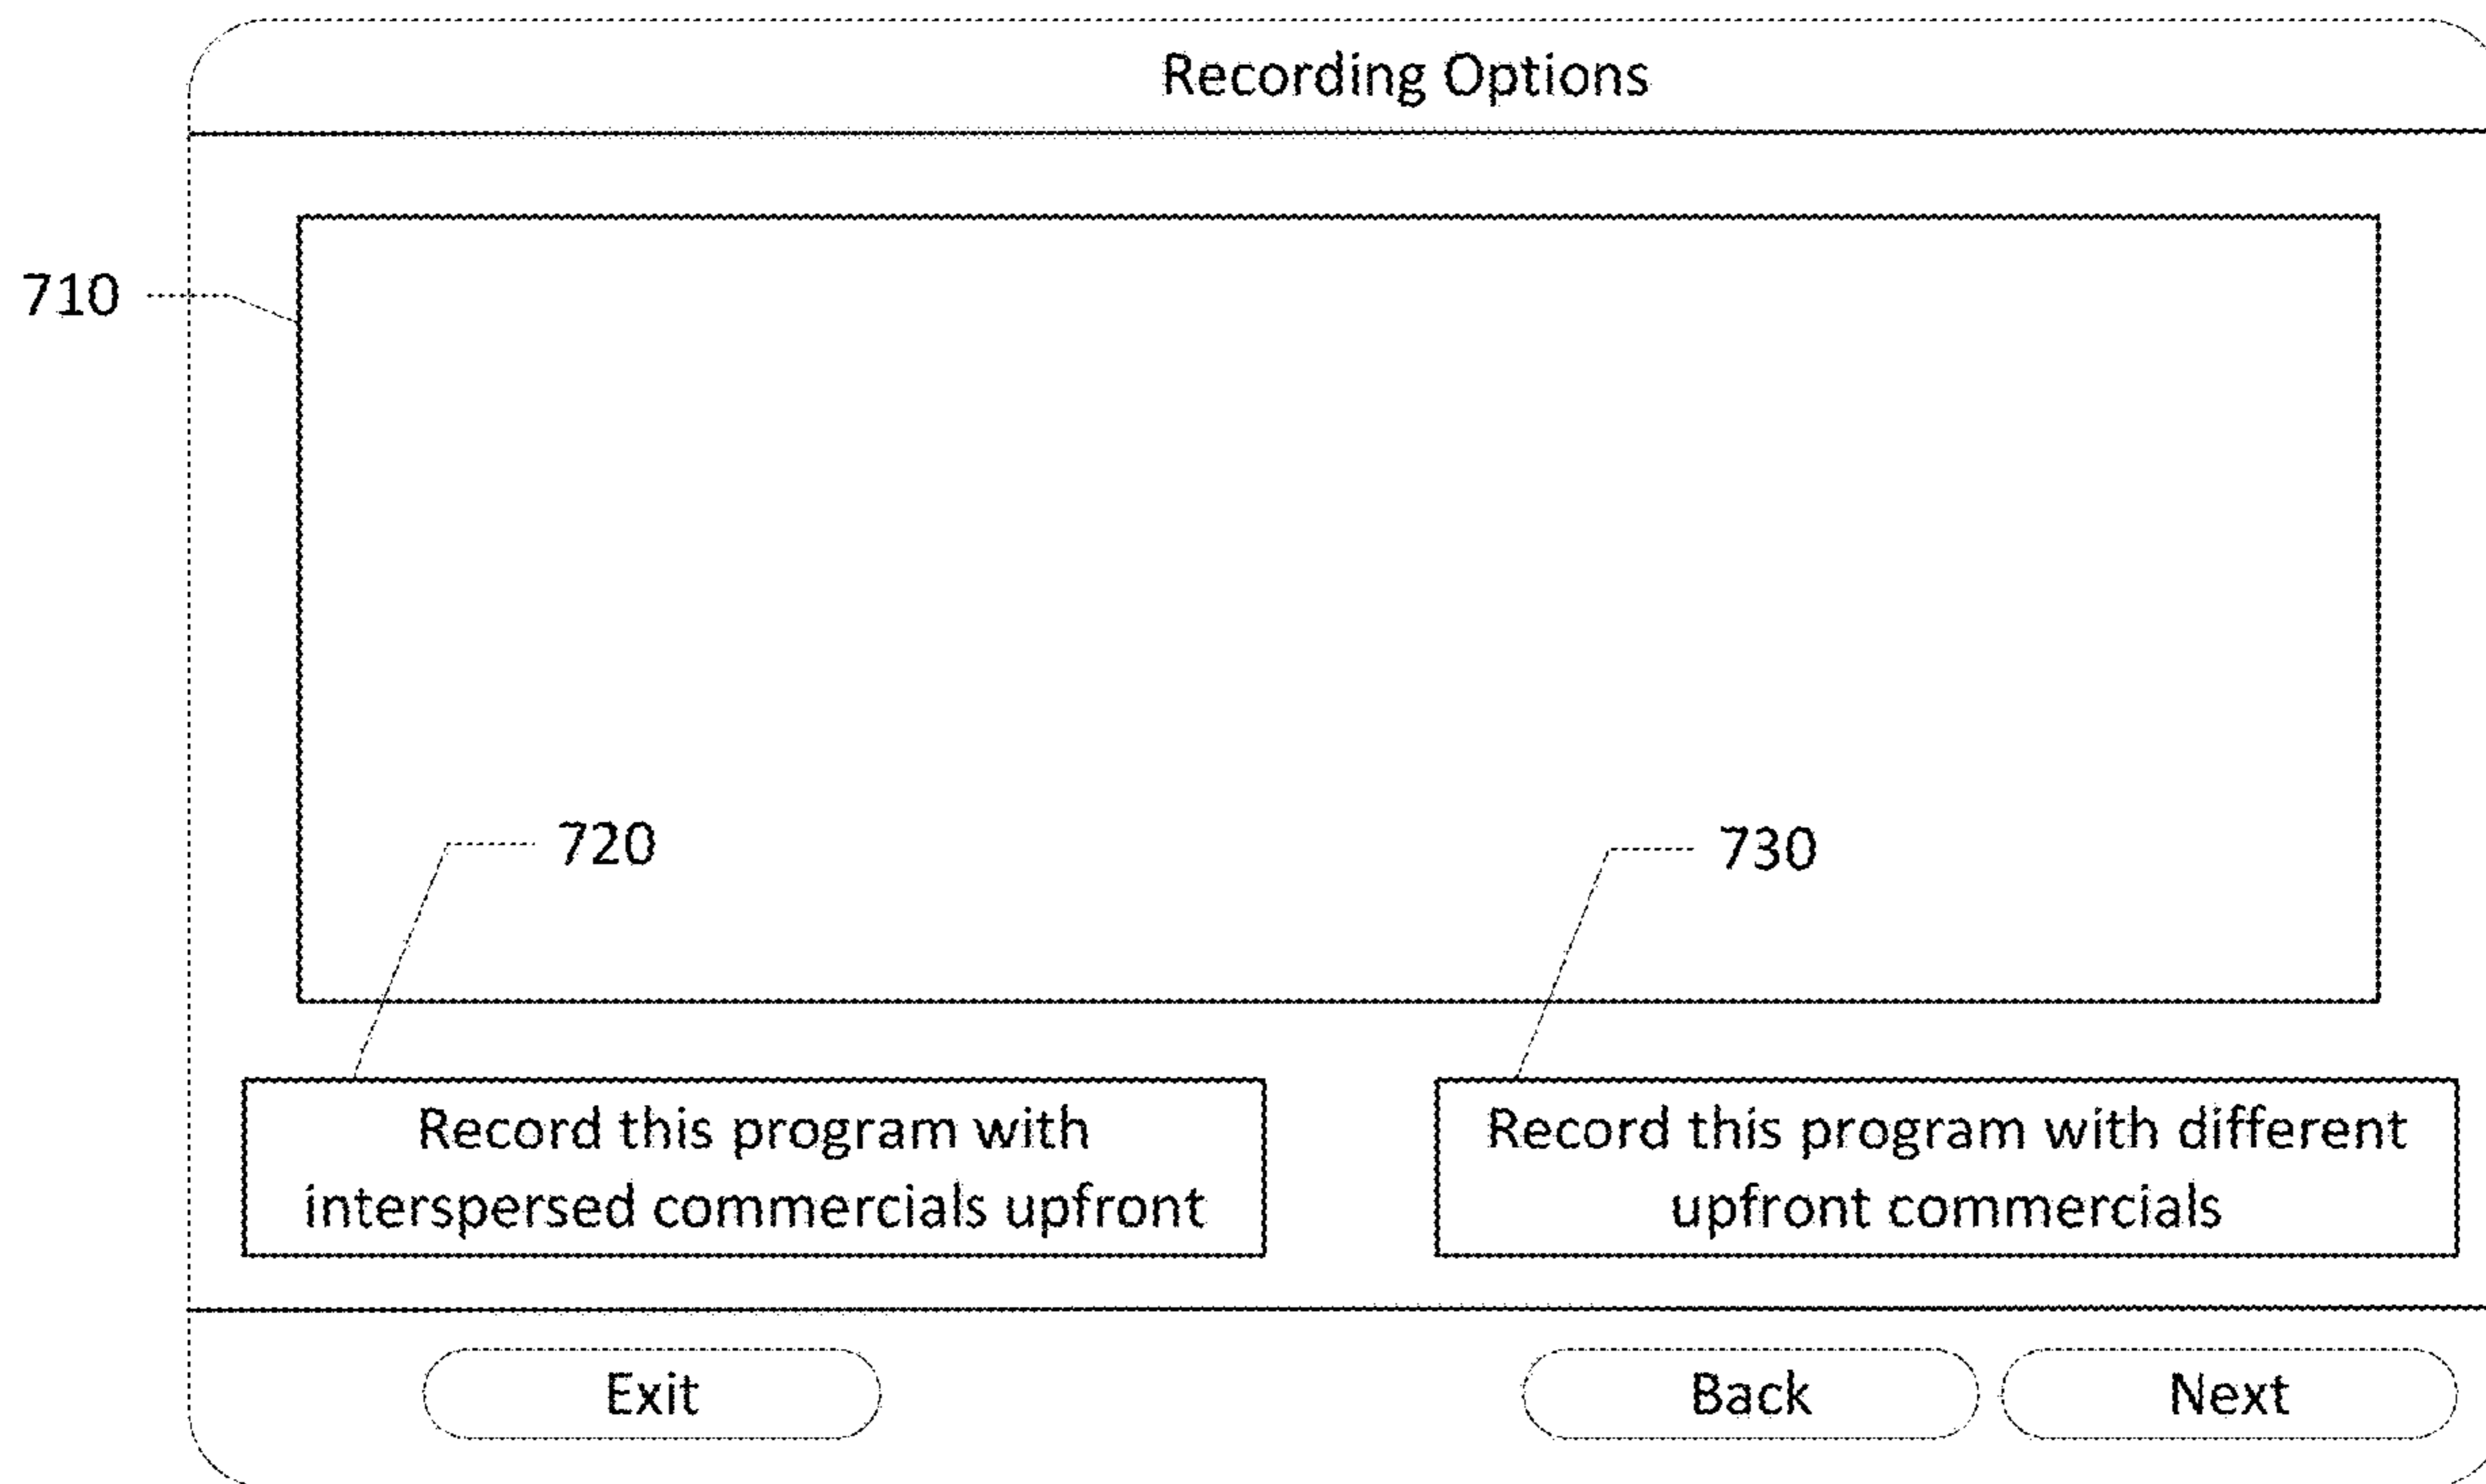 Recording Options
710
720
730
Record this program with
interspersed commercials upfront
Record this program with different
upfront commercials
Exit
Back
Next